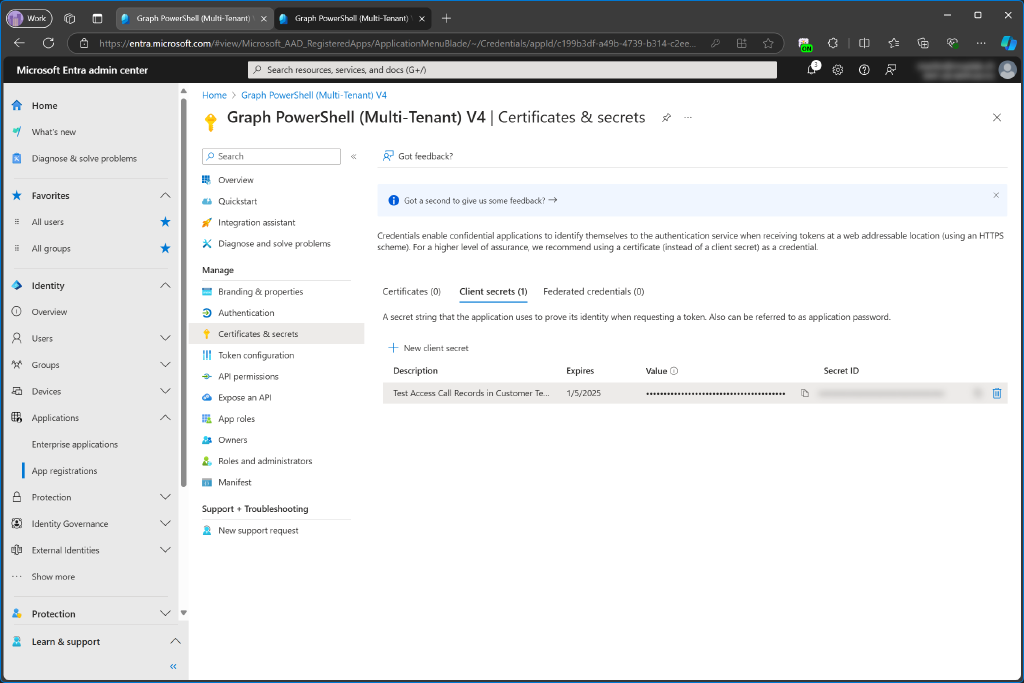 Work
Graph PowerShell (Multi-Tenant)
Graph PowerShell (Multi-Tenant)
https://entra.microsoft.com/#view/Microsoft_AAD_RegisteredApps/ApplicationMenuBlade/~/Credentials/appId/c199b3df-a49b-4739-b314-c2ee...
ON
Microsoft Entra admin center
Search resources, services, and docs (G+/)
3
Home
What's new
Diagnose & solve problems
Favorites
All users
All groups
Identity
Overview
Users
Groups
Devices
Applications
Enterprise applications
App registrations
Protection
Identity Governance
External Identities
Show more
Protection
Learn & support
Home > Graph PowerShell (Multi-Tenant) V4
Graph PowerShell (Multi-Tenant) V4 | Certificates & secrets
Search
Overview
Quickstart
Integration assistant
Diagnose and solve problems
Manage
Branding & properties
Authentication
Certificates & secrets
Token configuration
API permissions
Expose an API
App roles
Owners
Roles and administrators
Manifest
Support + Troubleshooting
New support request
Got feedback?
Got a second to give us some feedback? →
Credentials enable confidential applications to identify themselves to the authentication service when receiving tokens at a web addressable location (using an HTTPS
scheme). For a higher level of assurance, we recommend using a certificate (instead of a client secret) as a credential.
Certificates (0) Client secrets (1) Federated credentials (0)
A secret string that the application uses to prove its identity when requesting a token. Also can be referred to as application password.
New client secret
Description Expires Value Secret ID
Test Access Call Records in Customer Te... 1/5/2025 ••••••••••••••••••••••••••••••••••••••••